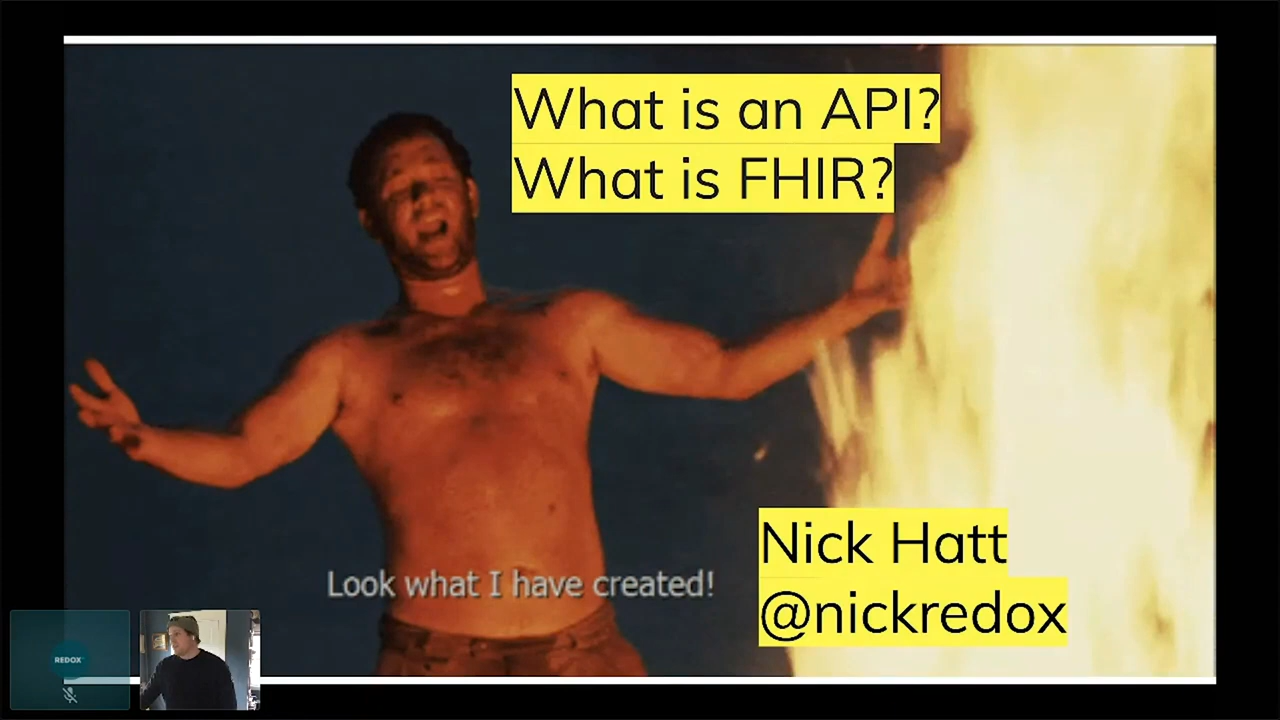 What is an API?
What is FHIR?
Nick Hatt
@nickredox
Look what I have created!
REDOX